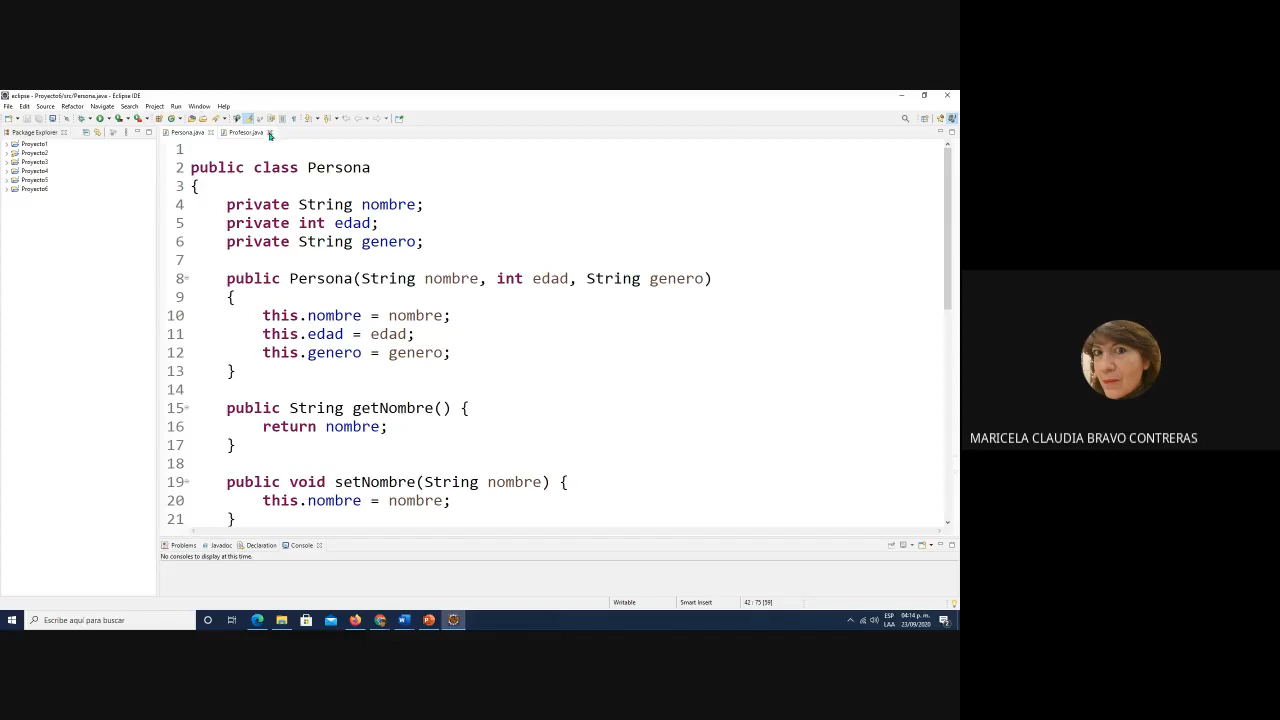 eclipse - Proyecto6/src/Persona.java - Eclipse IDE
File Edit Source Refactor Navigate Search Project Run Window Help
Package Explorer
Persona.java Profesor.java
Proyecto1
Proyecto2
Proyecto3
Proyecto4
Proyecto5
Proyecto6
1
2 public class Persona
3 {
4 private String nombre;
5 private int edad;
6 private String genero;
7
8 public Persona(String nombre, int edad, String genero)
9 {
10 this.nombre = nombre;
11 this.edad = edad;
12 this.genero = genero;
13 }
14
15 public String getNombre() {
16 return nombre;
17 }
18
19 public void setNombre(String nombre) {
20 this.nombre = nombre;
21 }
Problems Javadoc Declaration Console
No consoles to display at this time.
Writable Smart Insert 42 : 75 [59]
Escribe aquí para buscar
ESP 04:14 p. m.
LAA 23/09/2020
MARICELA CLAUDIA BRAVO CONTRERAS